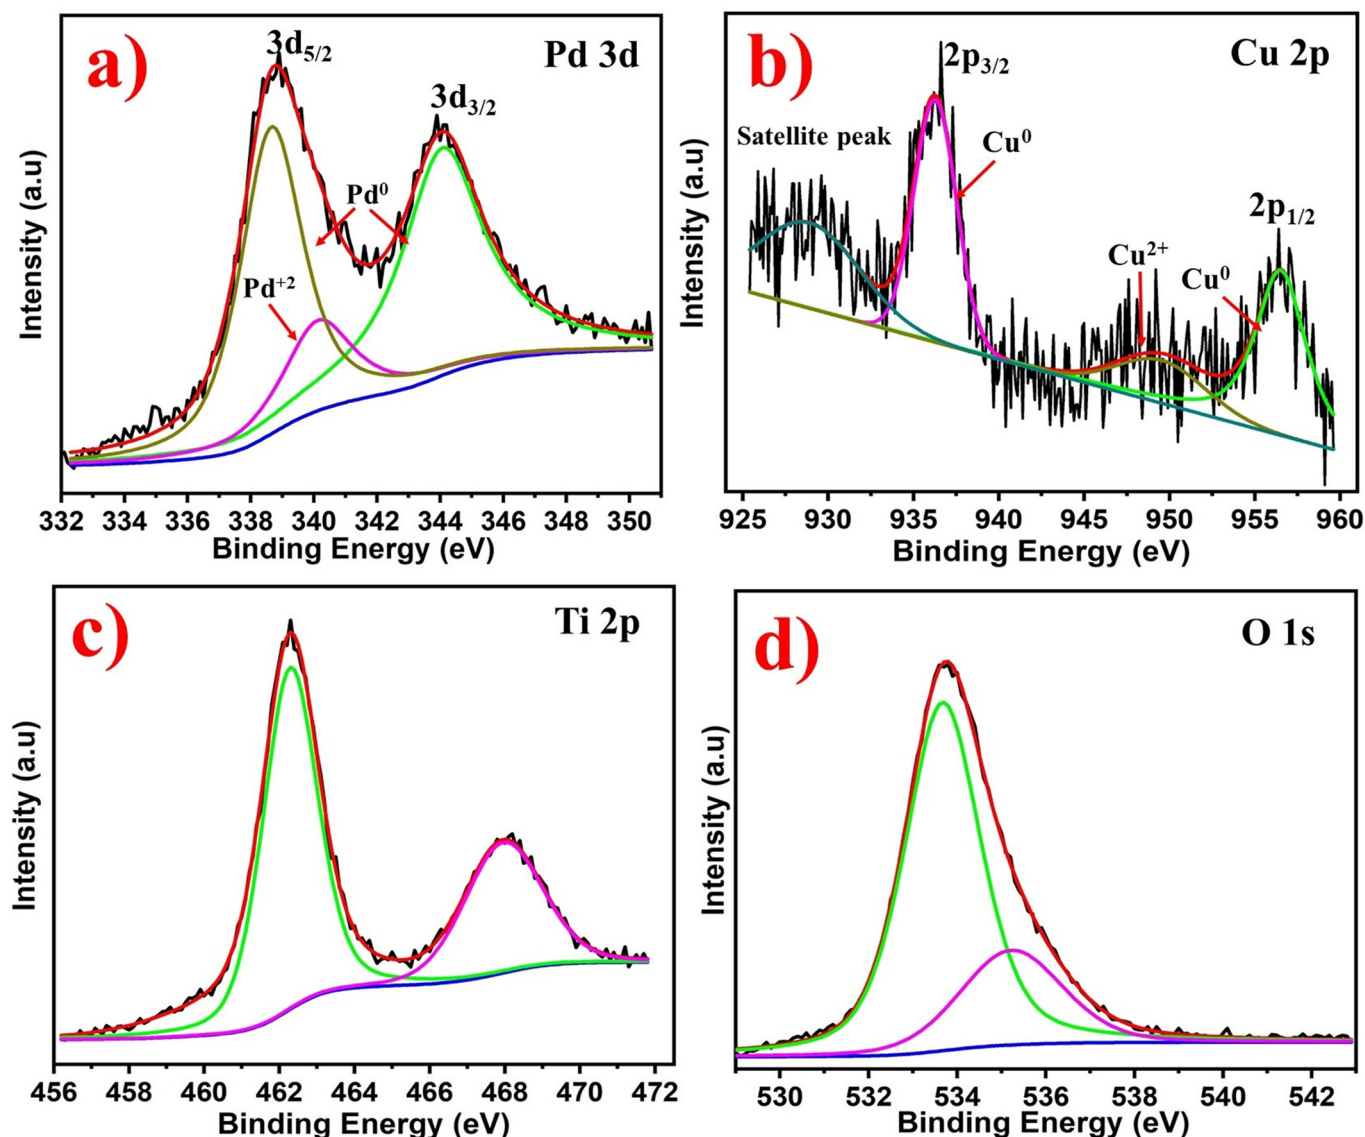 a)
3d5/2
Pd 3d
3d3/2
Pd0
Pd+2
Intensity (a.u)
332 334 336 338 340 342 344 346 348 350
Binding Energy (eV)
b)
2p3/2
Cu 2p
Satellite peak
Cu0
2p1/2
Cu2+
Cu0
Intensity (a.u)
925 930 935 940 945 950 955 960
Binding Energy (eV)
c)
Ti 2p
Intensity (a.u)
456 458 460 462 464 466 468 470 472
Binding Energy (eV)
d)
O 1s
Intensity (a.u)
530 532 534 536 538 540 542
Binding Energy (eV)